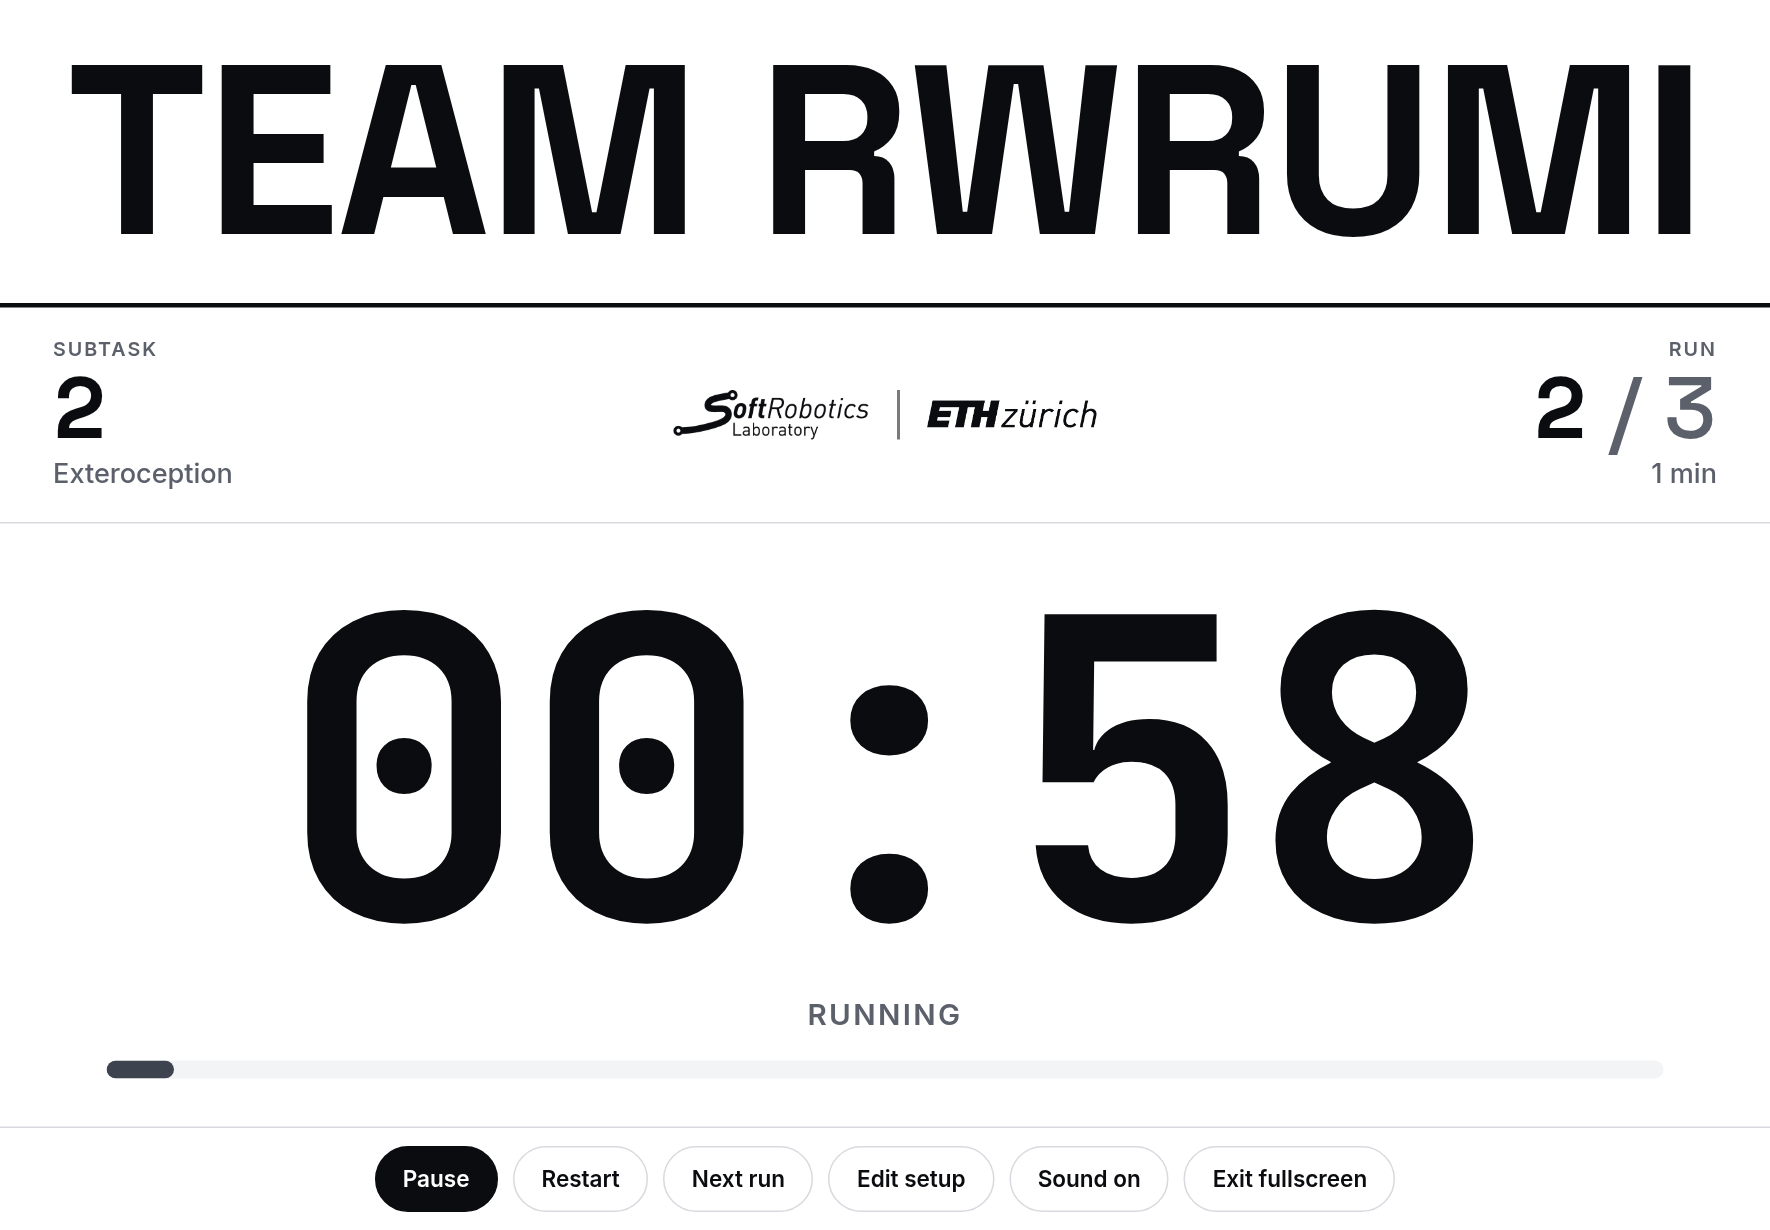 TEAM RWRUMI
SUBTASK
2
Exteroception
SoftRobotics
Laboratory
ETH zürich
RUN
2 / 3
1 min
00:58
RUNNING
Pause
Restart
Next run
Edit setup
Sound on
Exit fullscreen